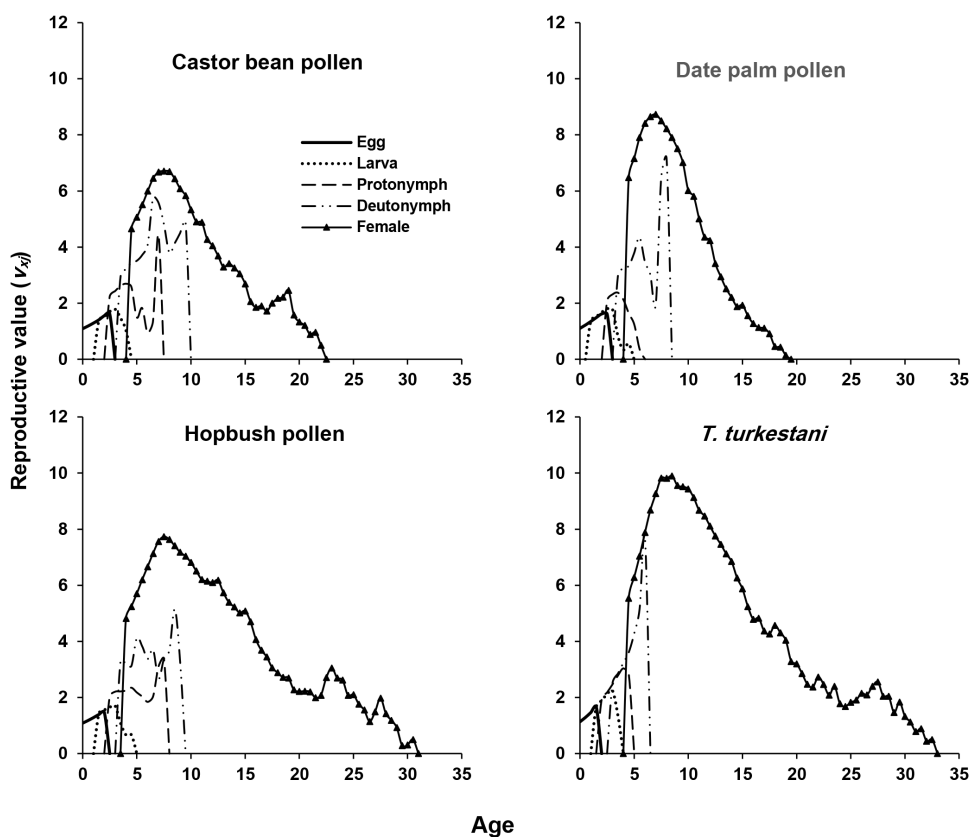 Reproductive value (vxj)
12
10
8
6
4
2
0
Castor bean pollen
Egg
Larva
Protonymph
Deutonymph
Female
0 5 10 15 20 25 30 35
12
10
8
6
4
2
0
Date palm pollen
0 5 10 15 20 25 30 35
12
10
8
6
4
2
0
Hopbush pollen
0 5 10 15 20 25 30 35
12
10
8
6
4
2
0
T. turkestani
0 5 10 15 20 25 30 35
Age